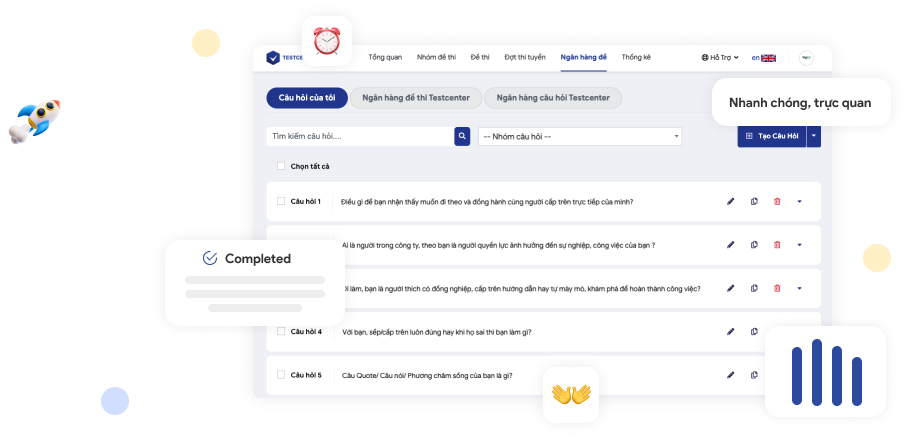 TESTCE
Tổng quan
Nhóm đề thi
Đề thi
Đợt thi tuyển
Ngân hàng đề
Thống kê
Hỗ Trợ
en
Câu hỏi của tôi
Ngân hàng đề thi Testcenter
Ngân hàng câu hỏi Testcenter
Nhanh chóng, trực quan
Tìm kiếm câu hỏi....
-- Nhóm câu hỏi --
Tạo Câu Hỏi
Chọn tất cả
Câu hỏi 1
Điều gì để bạn nhận thấy muốn đi theo và đồng hành cùng người cấp trên trực tiếp của mình?
Ai là người trong công ty, theo bạn là người quyền lực ảnh hưởng đến sự nghiệp, công việc của bạn ?
Completed
i làm, bạn là người thích có đồng nghiệp, cấp trên hướng dẫn hay tự mày mò, khám phá để hoàn thành công việc?
Câu hỏi 4
Với bạn, sếp/cấp trên luôn đúng hay khi họ sai thì bạn làm gì?
Câu hỏi 5
Câu Quote/ Câu nói/ Phương châm sống của bạn là gì?